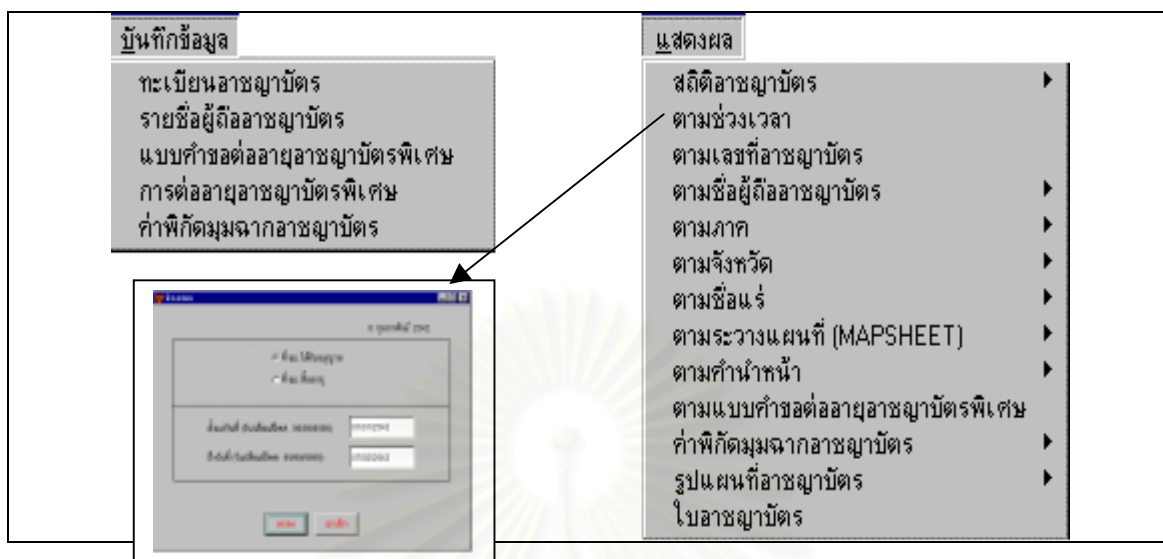 บันทึกข้อมูล
ทะเบียนอาชญาบัตร
รายชื่อผู้ถืออาชญาบัตร
แบบคำขอต่ออายุอาชญาบัตรพิเศษ
การต่ออายุอาชญาบัตรพิเศษ
ค่าพิกัดมุมฉากอาชญาบัตร
แสดงผล
สถิติอาชญาบัตร
ตามช่วงเวลา
ตามเลขที่อาชญาบัตร
ตามชื่อผู้ถืออาชญาบัตร
ตามภาค
ตามจังหวัด
ตามชื่อแร่
ตามระวางแผนที่ (MAPSHEET)
ตามคำนำหน้า
ตามแบบคำขอต่ออายุอาชญาบัตรพิเศษ
ค่าพิกัดมุมฉากอาชญาบัตร
รูปแผนที่อาชญาบัตร
ใบอาชญาบัตร